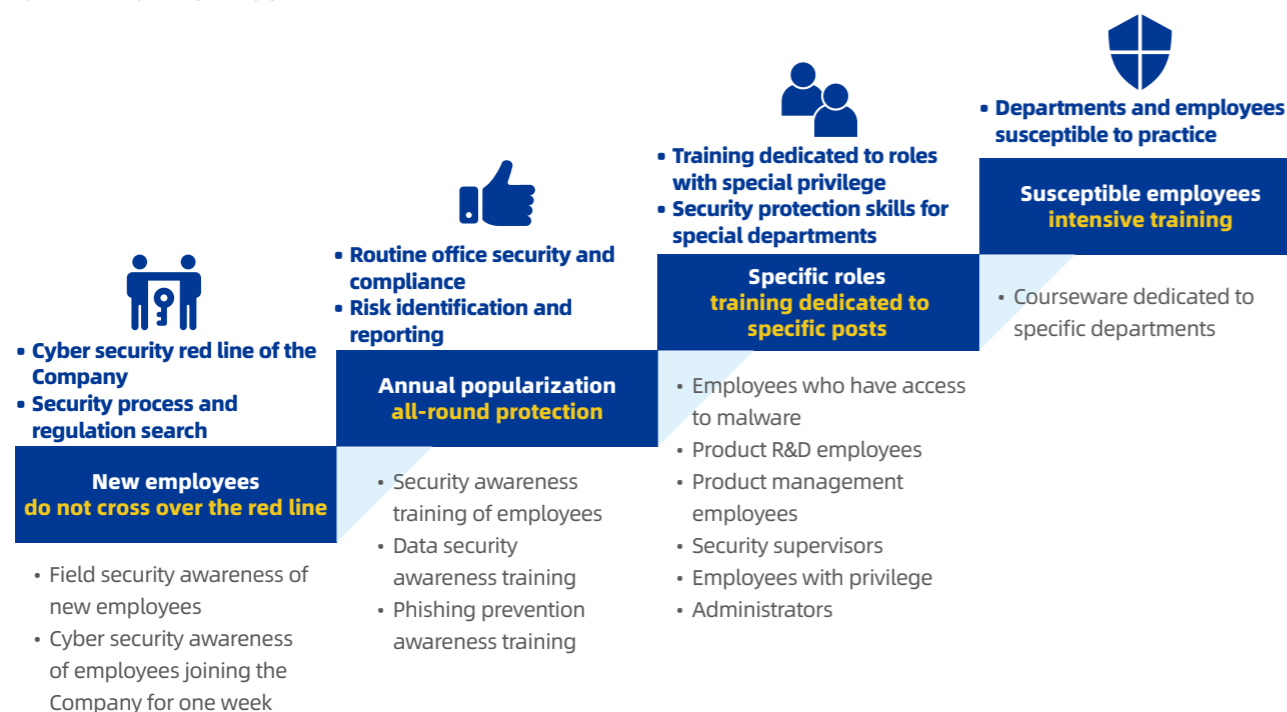 • Cyber security red line of the
Company
• Security process and
regulation search
New employees
do not cross over the red line
• Field security awareness of
new employees
• Cyber security awareness
of employees joining the
Company for one week
• Routine office security and
compliance
• Risk identification and
reporting
Annual popularization
all-round protection
• Security awareness
training of employees
• Data security
awareness training
• Phishing prevention
awareness training
• Training dedicated to roles
with special privilege
• Security protection skills for
special departments
Specific roles
training dedicated to
specific posts
• Employees who have access
to malware
• Product R&D employees
• Product management
employees
• Security supervisors
• Employees with privilege
• Administrators
• Departments and employees
susceptible to practice
Susceptible employees
intensive training
• Courseware dedicated to
specific departments